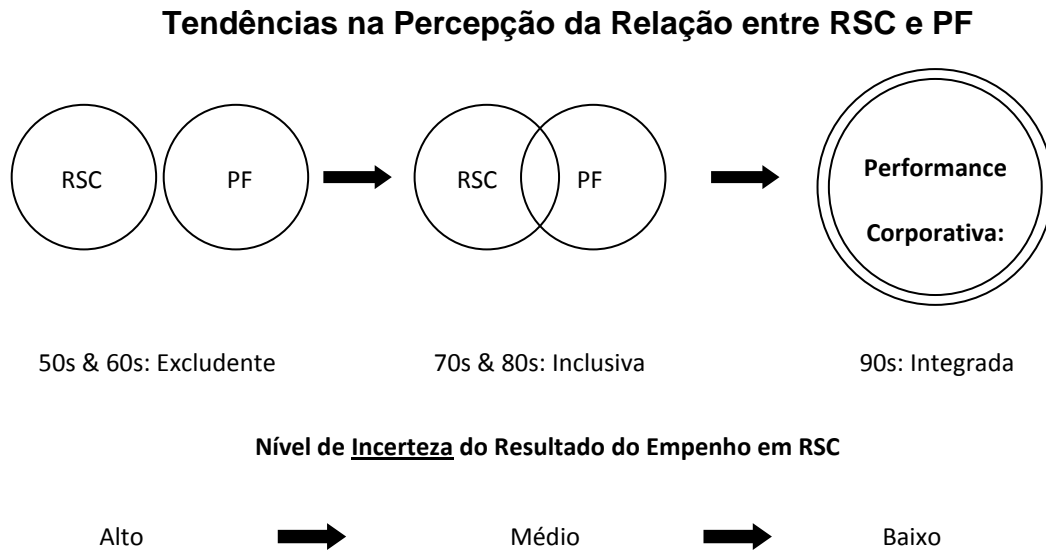 Tendências na Percepção da Relação entre RSC e PF
RSC
PF
RSC
PF
Performance
Corporativa:
50s & 60s: Excludente
70s & 80s: Inclusiva
90s: Integrada
Nível de Incerteza do Resultado do Empenho em RSC
Alto
Médio
Baixo